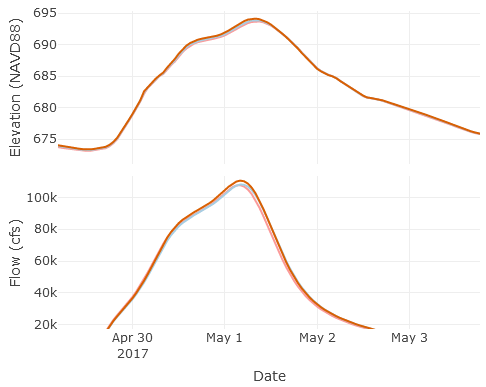 695
690
685
680
675
Elevation (NAVD88)
100k
80k
60k
40k
20k
Flow (cfs)
Apr 30
2017
May 1
May 2
May 3
Date